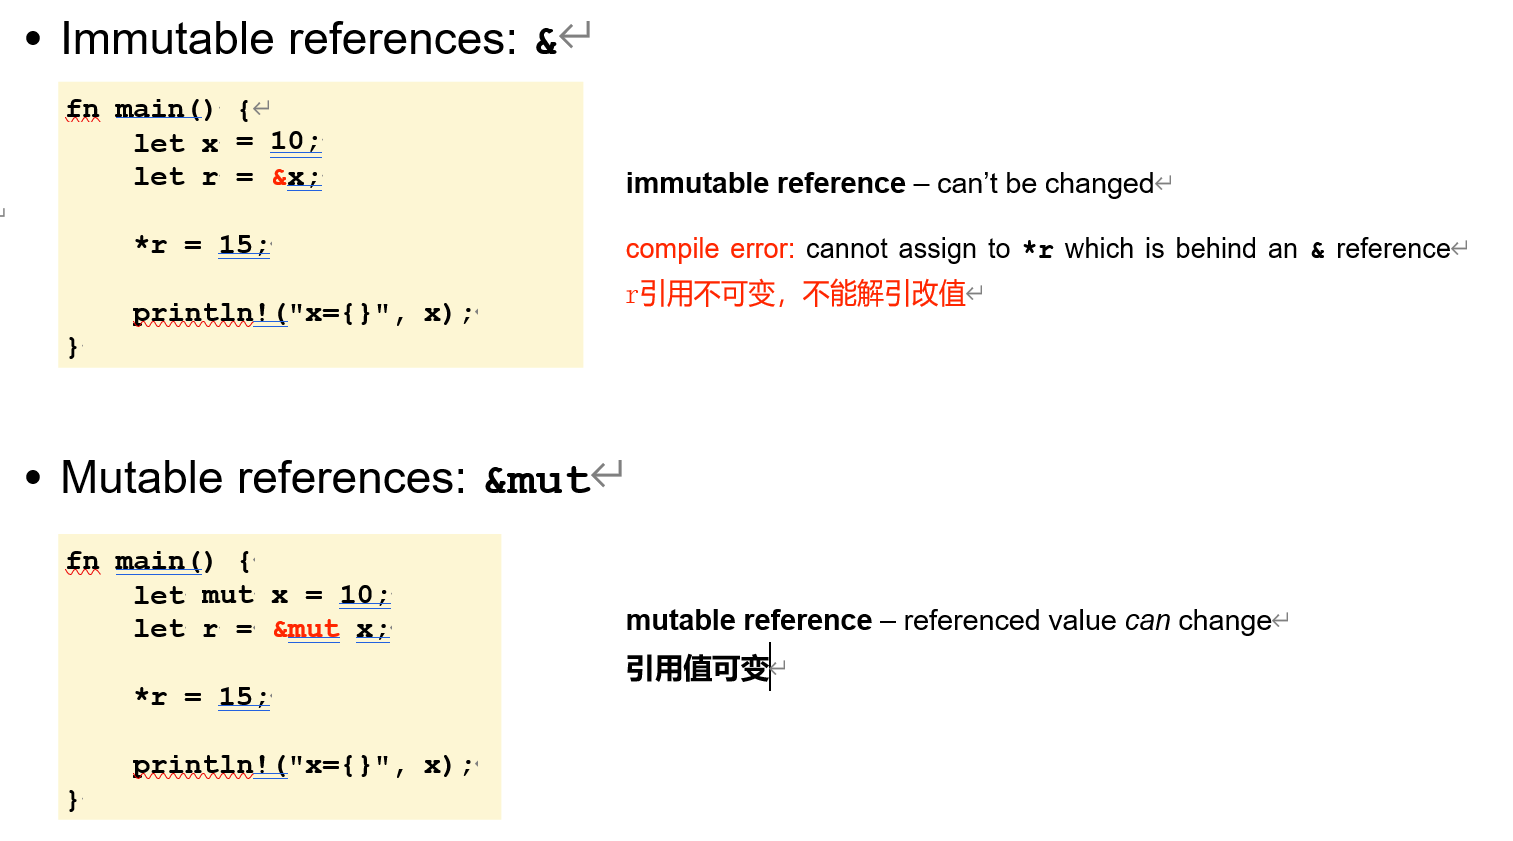 • Immutable references: &
fn main() {
let x = 10;
let r = &x;
*r = 15;
println!("x={}", x);
}
immutable reference – can’t be changed
compile error: cannot assign to *r which is behind an & reference
r引用不可变，不能解引改值
• Mutable references: &mut
fn main() {
let mut x = 10;
let r = &mut x;
*r = 15;
println!("x={}", x);
}
mutable reference – referenced value can change
引用值可变